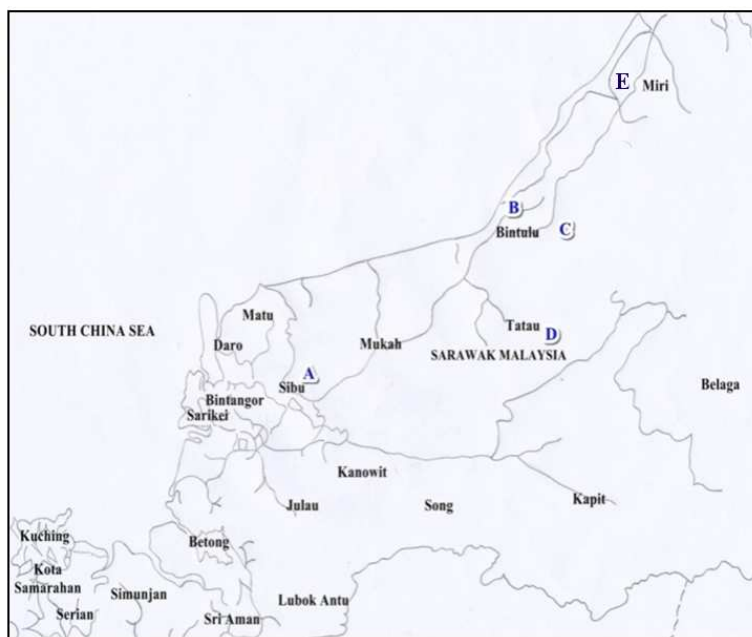 E
Miri
B
Bintulu
C
Matu
SOUTH CHINA SEA
Tatau
D
Daro
Mukah
SARAWAK MALAYSIA
A
Sibu
Belaga
Bintangor
Sarikei
Kanowit
Julau
Song
Kapit
Kuching
Betong
Kota
Samarahan
Simunjan
Lubok Antu
Serian
Sri Aman